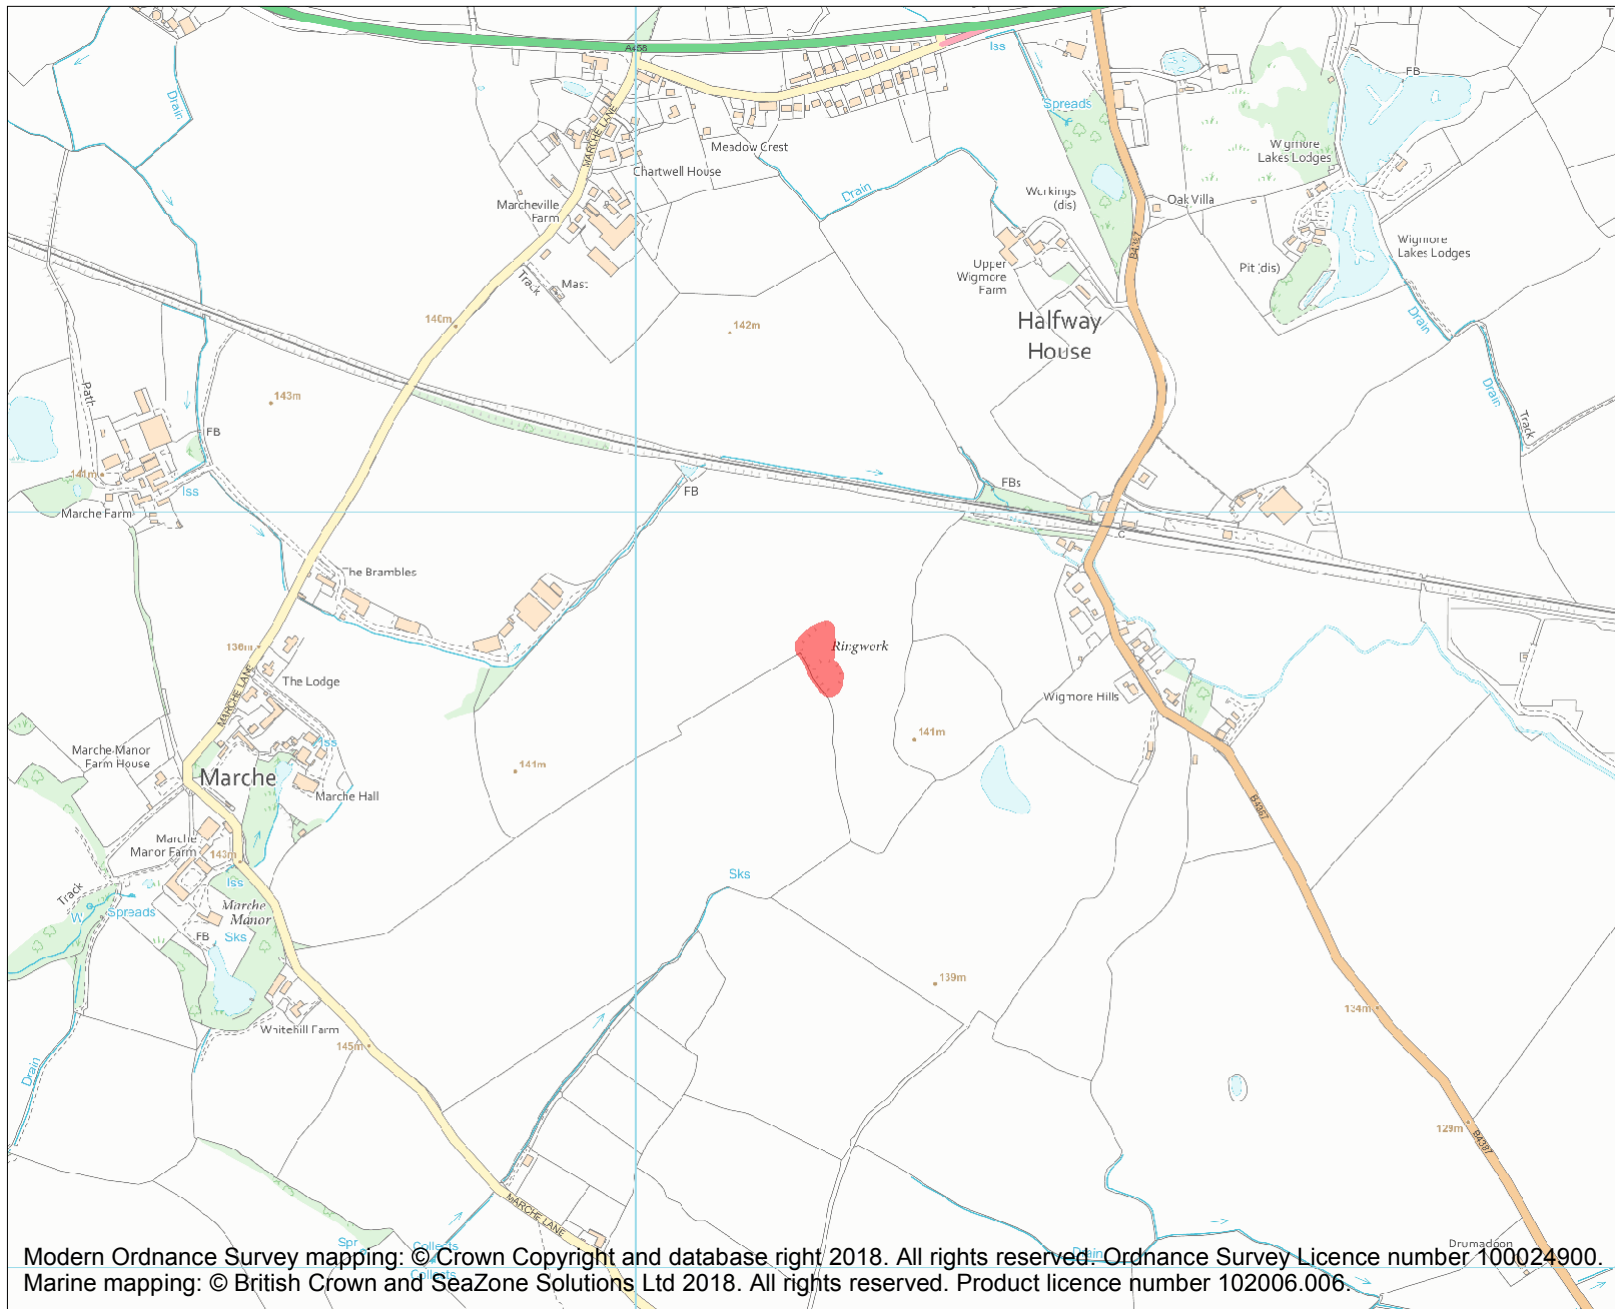 A458
Iss
FB
Drain
Spreads
MARCHE LANE
Meadow Crest
Wigmore
Lakes Lodges
Chartwell House
Drain
Workings
(dis)
Oak Villa
Marcheville
Farm
B4387
Wigmore
Lakes Lodges
Upper
Wigmore
Farm
Pit (dis)
Track
Mast
140m
142m
Halfway
House
Drain
Path
143m
Drain
Track
FB
141m
Iss
FB
FBs
Marche Farm
The Brambles
136m
Ringwork
MARCHE LANE
The Lodge
Wigmore Hills
Iss
141m
Marche Manor
Farm House
141m
Marche
Marche Hall
B4387
Marche
Manor Farm
143m
Sks
Track
Iss
W
Spreads
Marche
Manor
FB
Sks
139m
134m
Whitehill Farm
145m
Drain
129m
B4387
MARCHE LANE
Spr
Collects
Drain
Drumadoon
Collects
Modern Ordnance Survey mapping: © Crown Copyright and database right 2018. All rights reserved. Ordnance Survey Licence number 100024900.
Marine mapping: © British Crown and SeaZone Solutions Ltd 2018. All rights reserved. Product licence number 102006.006.